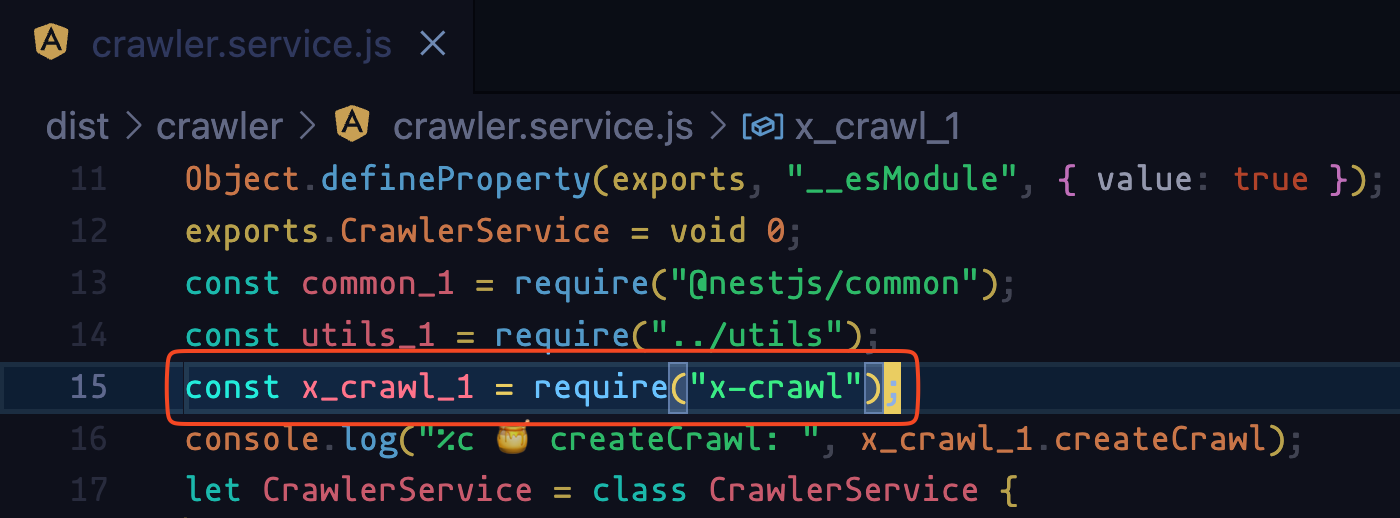 crawler.service.js
dist > crawler > crawler.service.js > x_crawl_1
11 Object.defineProperty(exports, "__esModule", { value: true });
12 exports.CrawlerService = void 0;
13 const common_1 = require("@nestjs/common");
14 const utils_1 = require("../utils");
15 const x_crawl_1 = require("x-crawl");
16 console.log("%c 🍯 createCrawl: ", x_crawl_1.createCrawl);
17 let CrawlerService = class CrawlerService {